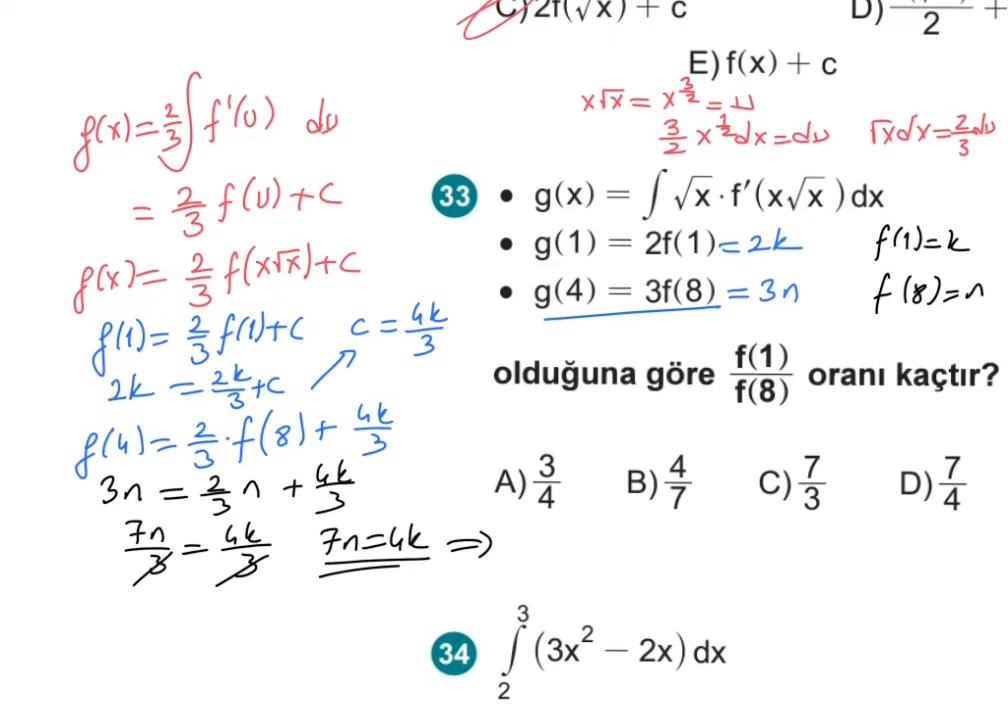 C) 2f(√x) + c
D)
2 +
E) f(x) + c
x√x = x^(3/2) = u
3/2 x^(1/2) dx = du √x dx = 2/3 du
g(x) = 2/3 ∫ f'(u) du
= 2/3 f(u) + c
g(x) = 2/3 f(x√x) + c
g(1) = 2/3 f(1) + c c = 4k/3
2k = 2k/3 + c
g(4) = 2/3 · f(8) + 4k/3
3n = 2/3 n + 4k/3
7n/3 = 4k/3 7n = 4k ⇒
33 • g(x) = ∫ √x · f′(x√x) dx
• g(1) = 2f(1) = 2k f(1) = k
• g(4) = 3f(8) = 3n f(8) = n
olduğuna göre f(1)/f(8) oranı kaçtır?
A) 3/4 B) 4/7 C) 7/3 D) 7/4
34 ∫₂³ (3x² − 2x) dx